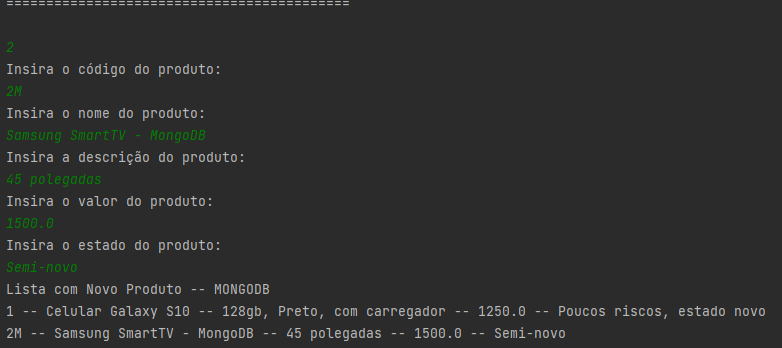 ===========================================
2
Insira o código do produto:
2M
Insira o nome do produto:
Samsung SmartTV - MongoDB
Insira a descrição do produto:
45 polegadas
Insira o valor do produto:
1500.0
Insira o estado do produto:
Semi-novo
Lista com Novo Produto -- MONGODB
1 -- Celular Galaxy S10 -- 128gb, Preto, com carregador -- 1250.0 -- Poucos riscos, estado novo
2M -- Samsung SmartTV - MongoDB -- 45 polegadas -- 1500.0 -- Semi-novo